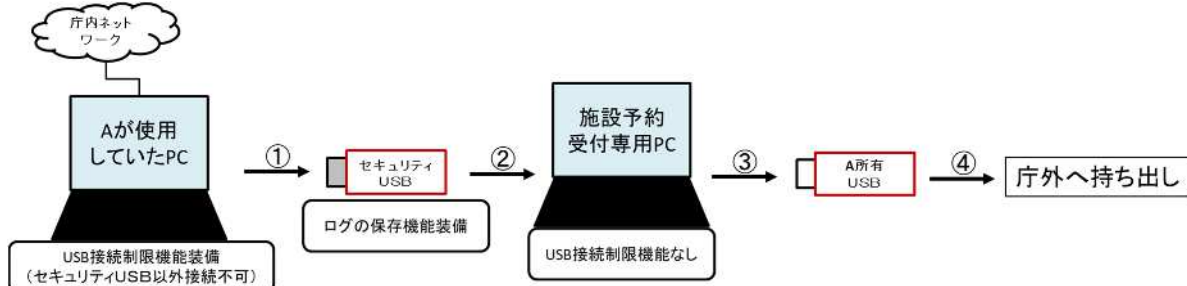 庁内ネット
ワーク
Aが使用
していたPC
①
セキュリティ
USB
②
施設予約
受付専用PC
③
A所有
USB
④
庁外へ持ち出し
ログの保存機能装備
USB接続制限機能装備
（セキュリティUSB以外接続不可）
USB接続制限機能なし